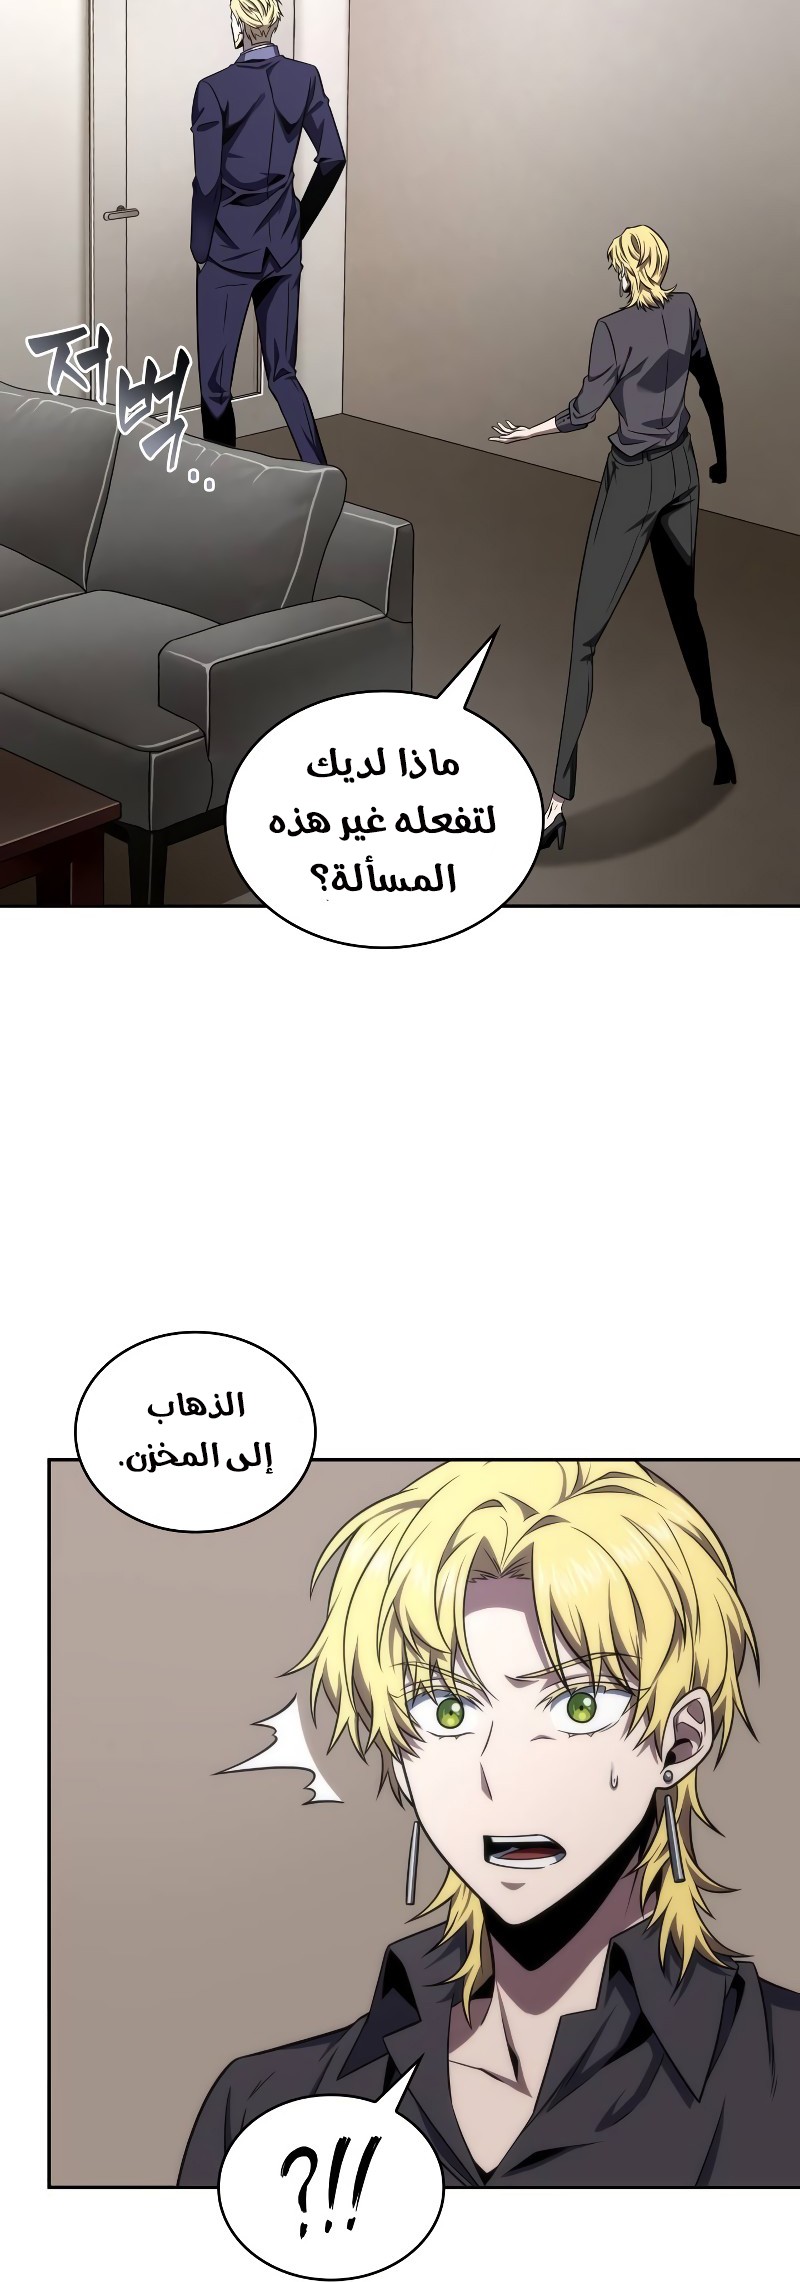 저벅..
ماذا لديك
لتفعله غير هذه
المسألة؟
الذهاب
إلى المخزن.
؟!!